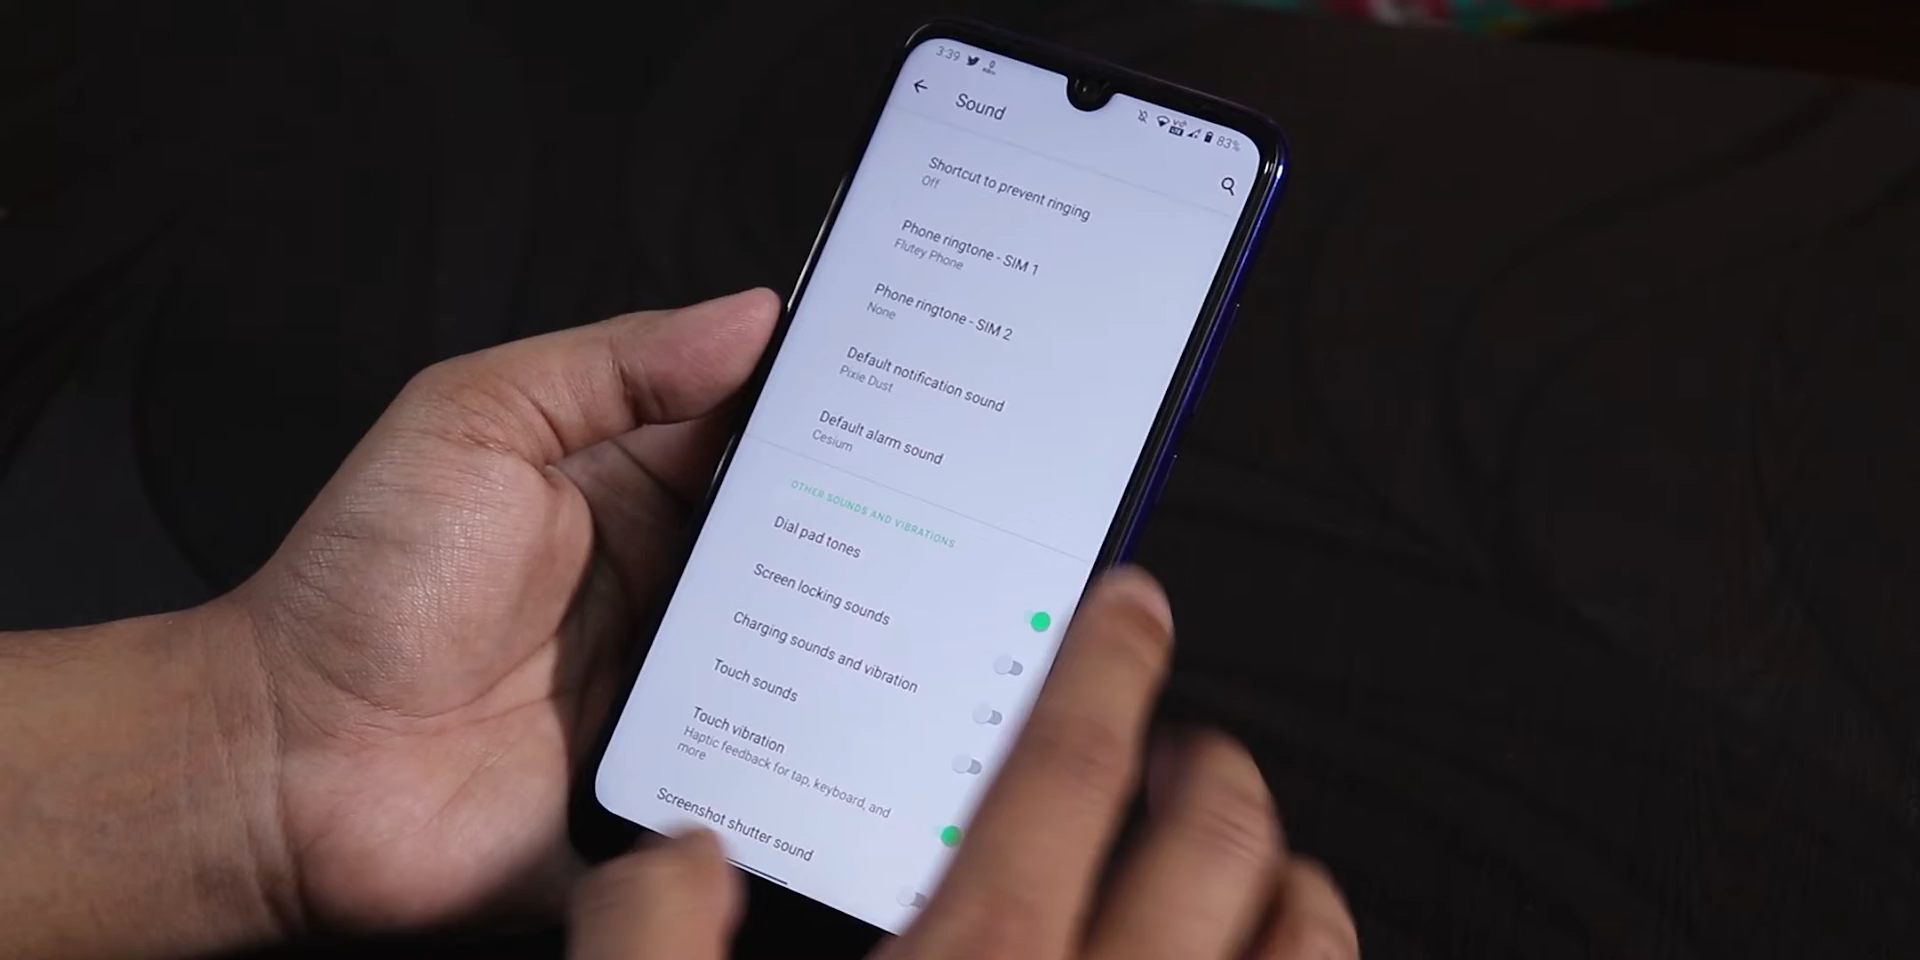 3:39
83%
Sound
Shortcut to prevent ringing
Off
Phone ringtone - SIM 1
Flutey Phone
Phone ringtone - SIM 2
None
Default notification sound
Pixie Dust
Default alarm sound
Cesium
OTHER SOUNDS AND VIBRATIONS
Dial pad tones
Screen locking sounds
Charging sounds and vibration
Touch sounds
Touch vibration
Haptic feedback for tap, keyboard, and
more
Screenshot shutter sound